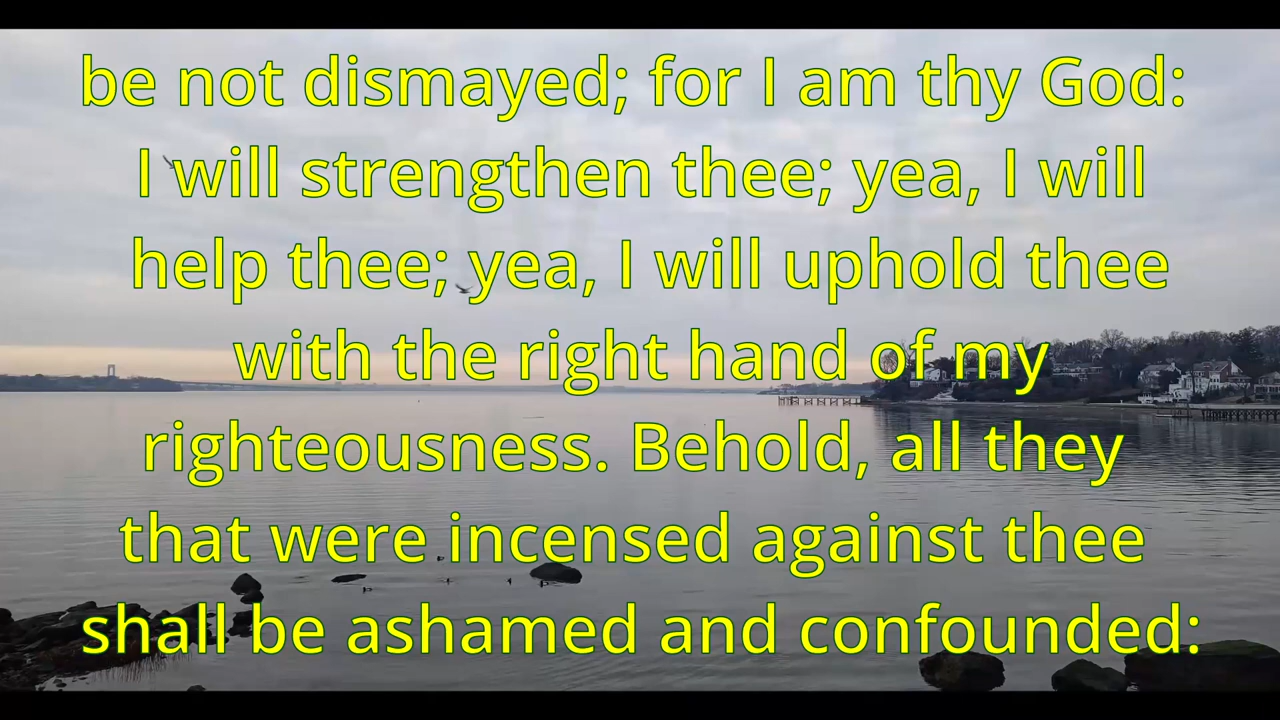 be not dismayed; for I am thy God:
I will strengthen thee; yea, I will
help thee; yea, I will uphold thee
with the right hand of my
righteousness. Behold, all they
that were incensed against thee
shall be ashamed and confounded: